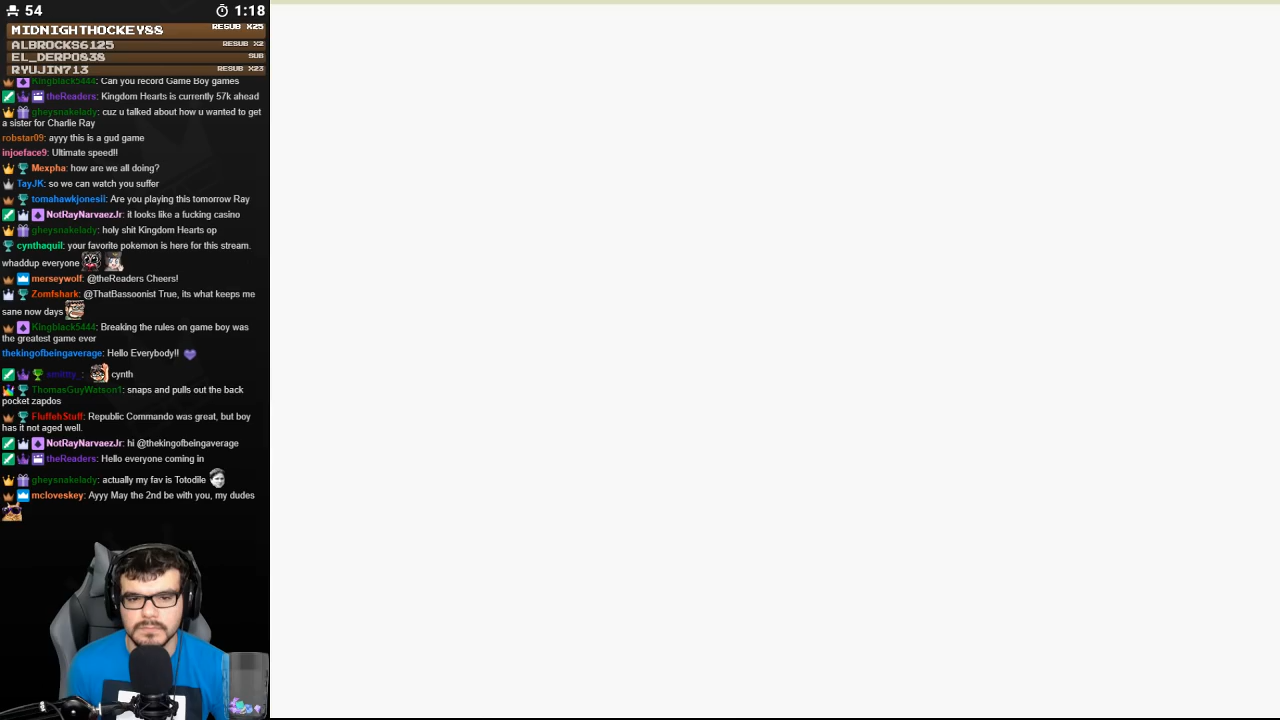 54 1:18
MIDNIGHTHOCKEY88 RESUB X25
ALBROCKS6125 RESUB X2
EL_DERPO838 SUB
RYUJIN713 RESUB X23
Kingblack5444: Can you record Game Boy games
theReaders: Kingdom Hearts is currently 57k ahead
gheysnakelady: cuz u talked about how u wanted to get
a sister for Charlie Ray
robstar09: ayyy this is a gud game
injoeface9: Ultimate speed!!
Mexpha: how are we all doing?
TayJK: so we can watch you suffer
tomahawkjonesii: Are you playing this tomorrow Ray
NotRayNarvaezJr: it looks like a fucking casino
gheysnakelady: holy shit Kingdom Hearts op
cynthaquil: your favorite pokemon is here for this stream.
whaddup everyone
merseywolf: @theReaders Cheers!
Zomfshark: @ThatBassoonist True, its what keeps me
sane now days
Kingblack5444: Breaking the rules on game boy was
the greatest game ever
thekingofbeingaverage: Hello Everybody!!
cynth
ThomasGuyWatson1: snaps and pulls out the back
pocket zapdos
FluffehStuff: Republic Commando was great, but boy
has it not aged well.
NotRayNarvaezJr: hi @thekingofbeingaverage
theReaders: Hello everyone coming in
gheysnakelady: actually my fav is Totodile
mcloveskey: Ayyy May the 2nd be with you, my dudes